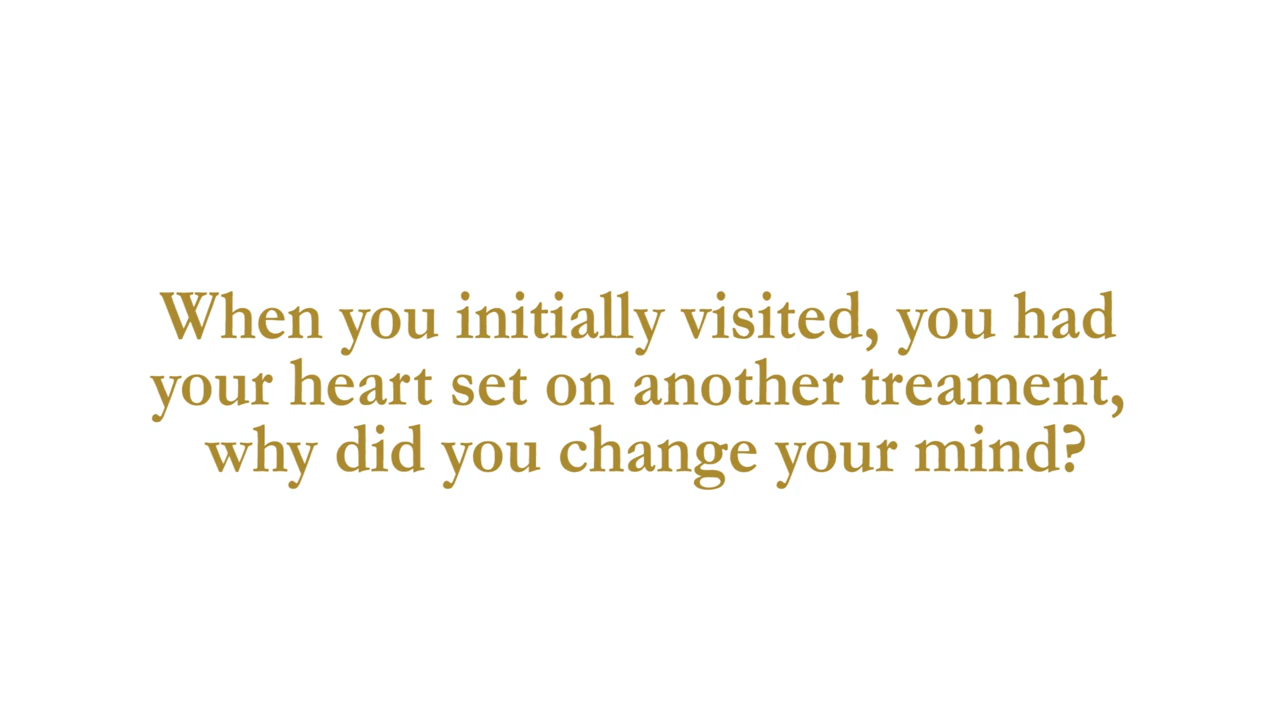 When you initially visited, you had
your heart set on another treament,
why did you change your mind?